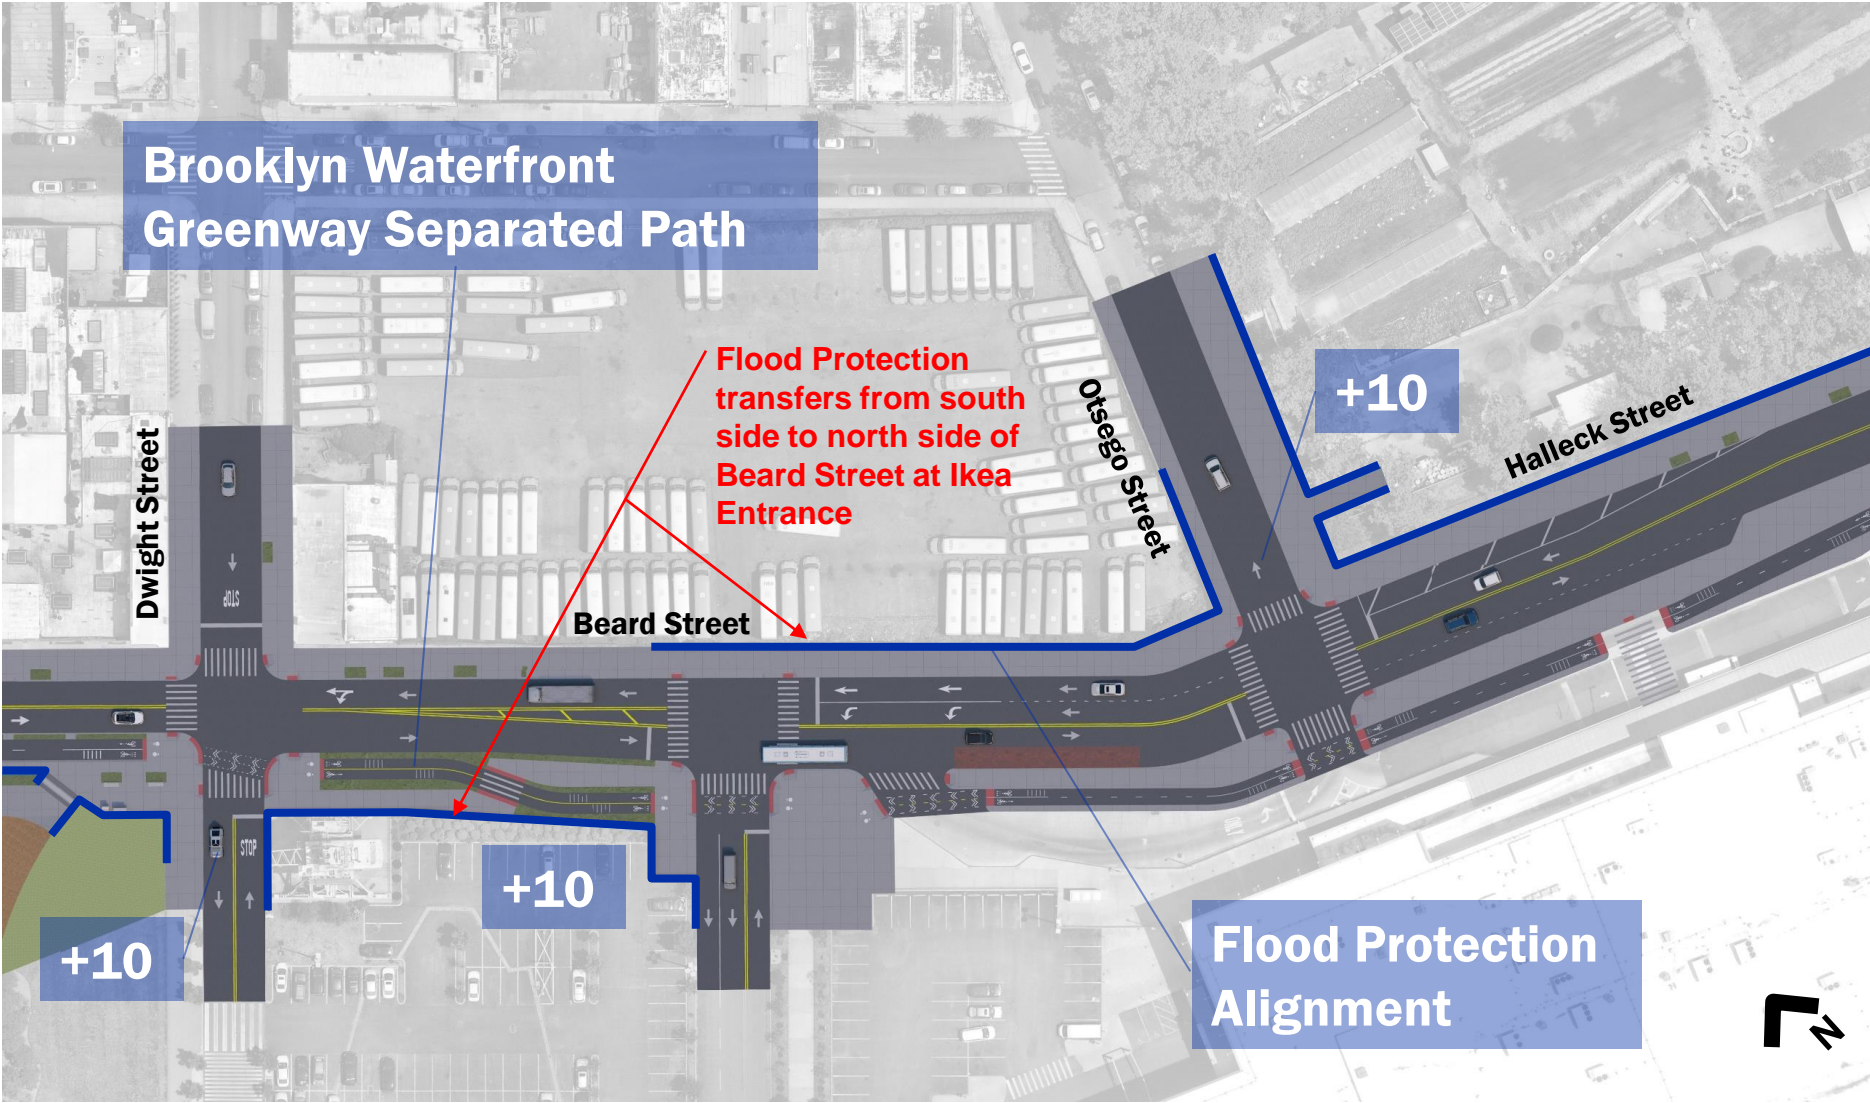 Brooklyn Waterfront
Greenway Separated Path
Flood Protection
transfers from south
side to north side of
Beard Street at Ikea
Entrance
+10
Otsego Street
Halleck Street
Dwight Street
STOP
Beard Street
STOP
+10
+10
Flood Protection
Alignment
N